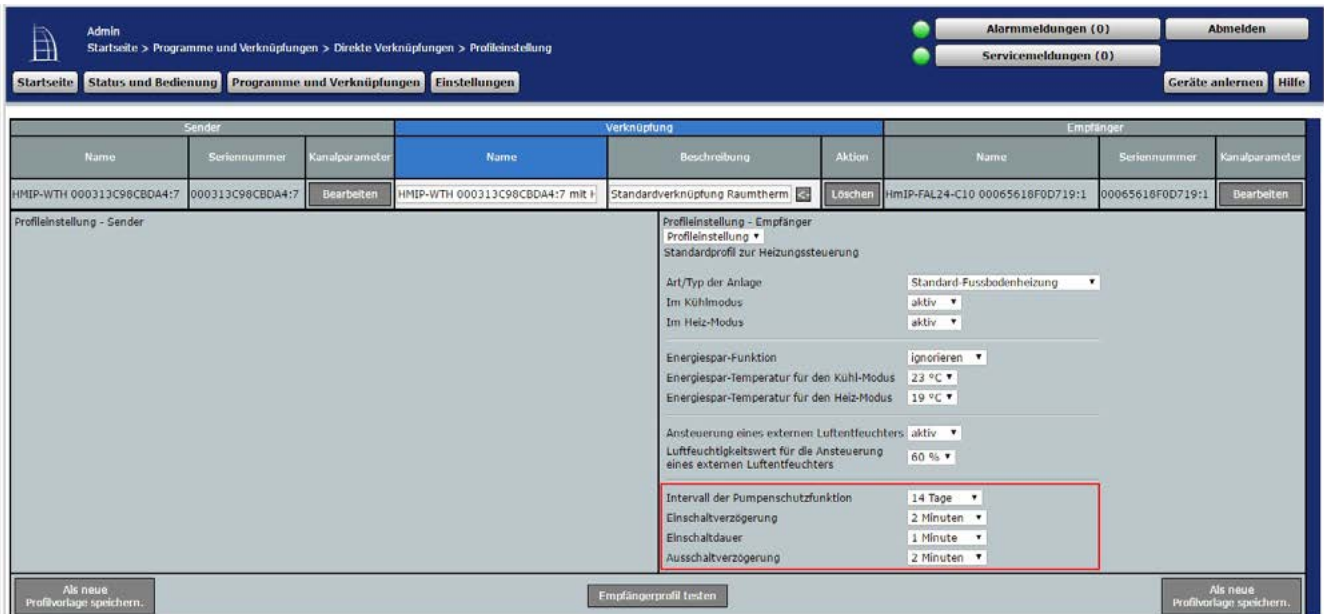 Admin
Startseite > Programme und Verknüpfungen > Direkte Verknüpfungen > Profileinstellung
Alarmmeldungen (0)
Abmelden
Servicemeldungen (0)
Startseite
Status und Bedienung
Programme und Verknüpfungen
Einstellungen
Geräte anlernen
Hilfe
Sender
Verknüpfung
Empfänger
Name
Seriennummer
Kanalparameter
Name
Beschreibung
Aktion
Name
Seriennummer
Kanalparameter
HMIP-WTH 000313C98CBDA4:7
000313C98CBDA4:7
Bearbeiten
HMIP-WTH 000313C98CBDA4:7 mit H
Standardverknüpfung Raumtherm
Löschen
HmIP-FAL24-C10 00065618F0D719:1
00065618F0D719:1
Bearbeiten
Profileinstellung - Sender
Profileinstellung - Empfänger
Profileinstellung
Standardprofil zur Heizungssteuerung
Art/Typ der Anlage Standard-Fussbodenheizung
Im Kühlmodus aktiv
Im Heiz-Modus aktiv
Energiespar-Funktion ignorieren
Energiespar-Temperatur für den Kühl-Modus 23 °C
Energiespar-Temperatur für den Heiz-Modus 19 °C
Ansteuerung eines externen Luftentfeuchters aktiv
Luftfeuchtigkeitswert für die Ansteuerung
eines externen Luftentfeuchters 60 %
Intervall der Pumpenschutzfunktion 14 Tage
Einschaltverzögerung 2 Minuten
Einschaltdauer 1 Minute
Ausschaltverzögerung 2 Minuten
Als neue
Profilvorlage speichern.
Empfängerprofil testen
Als neue
Profilvorlage speichern.